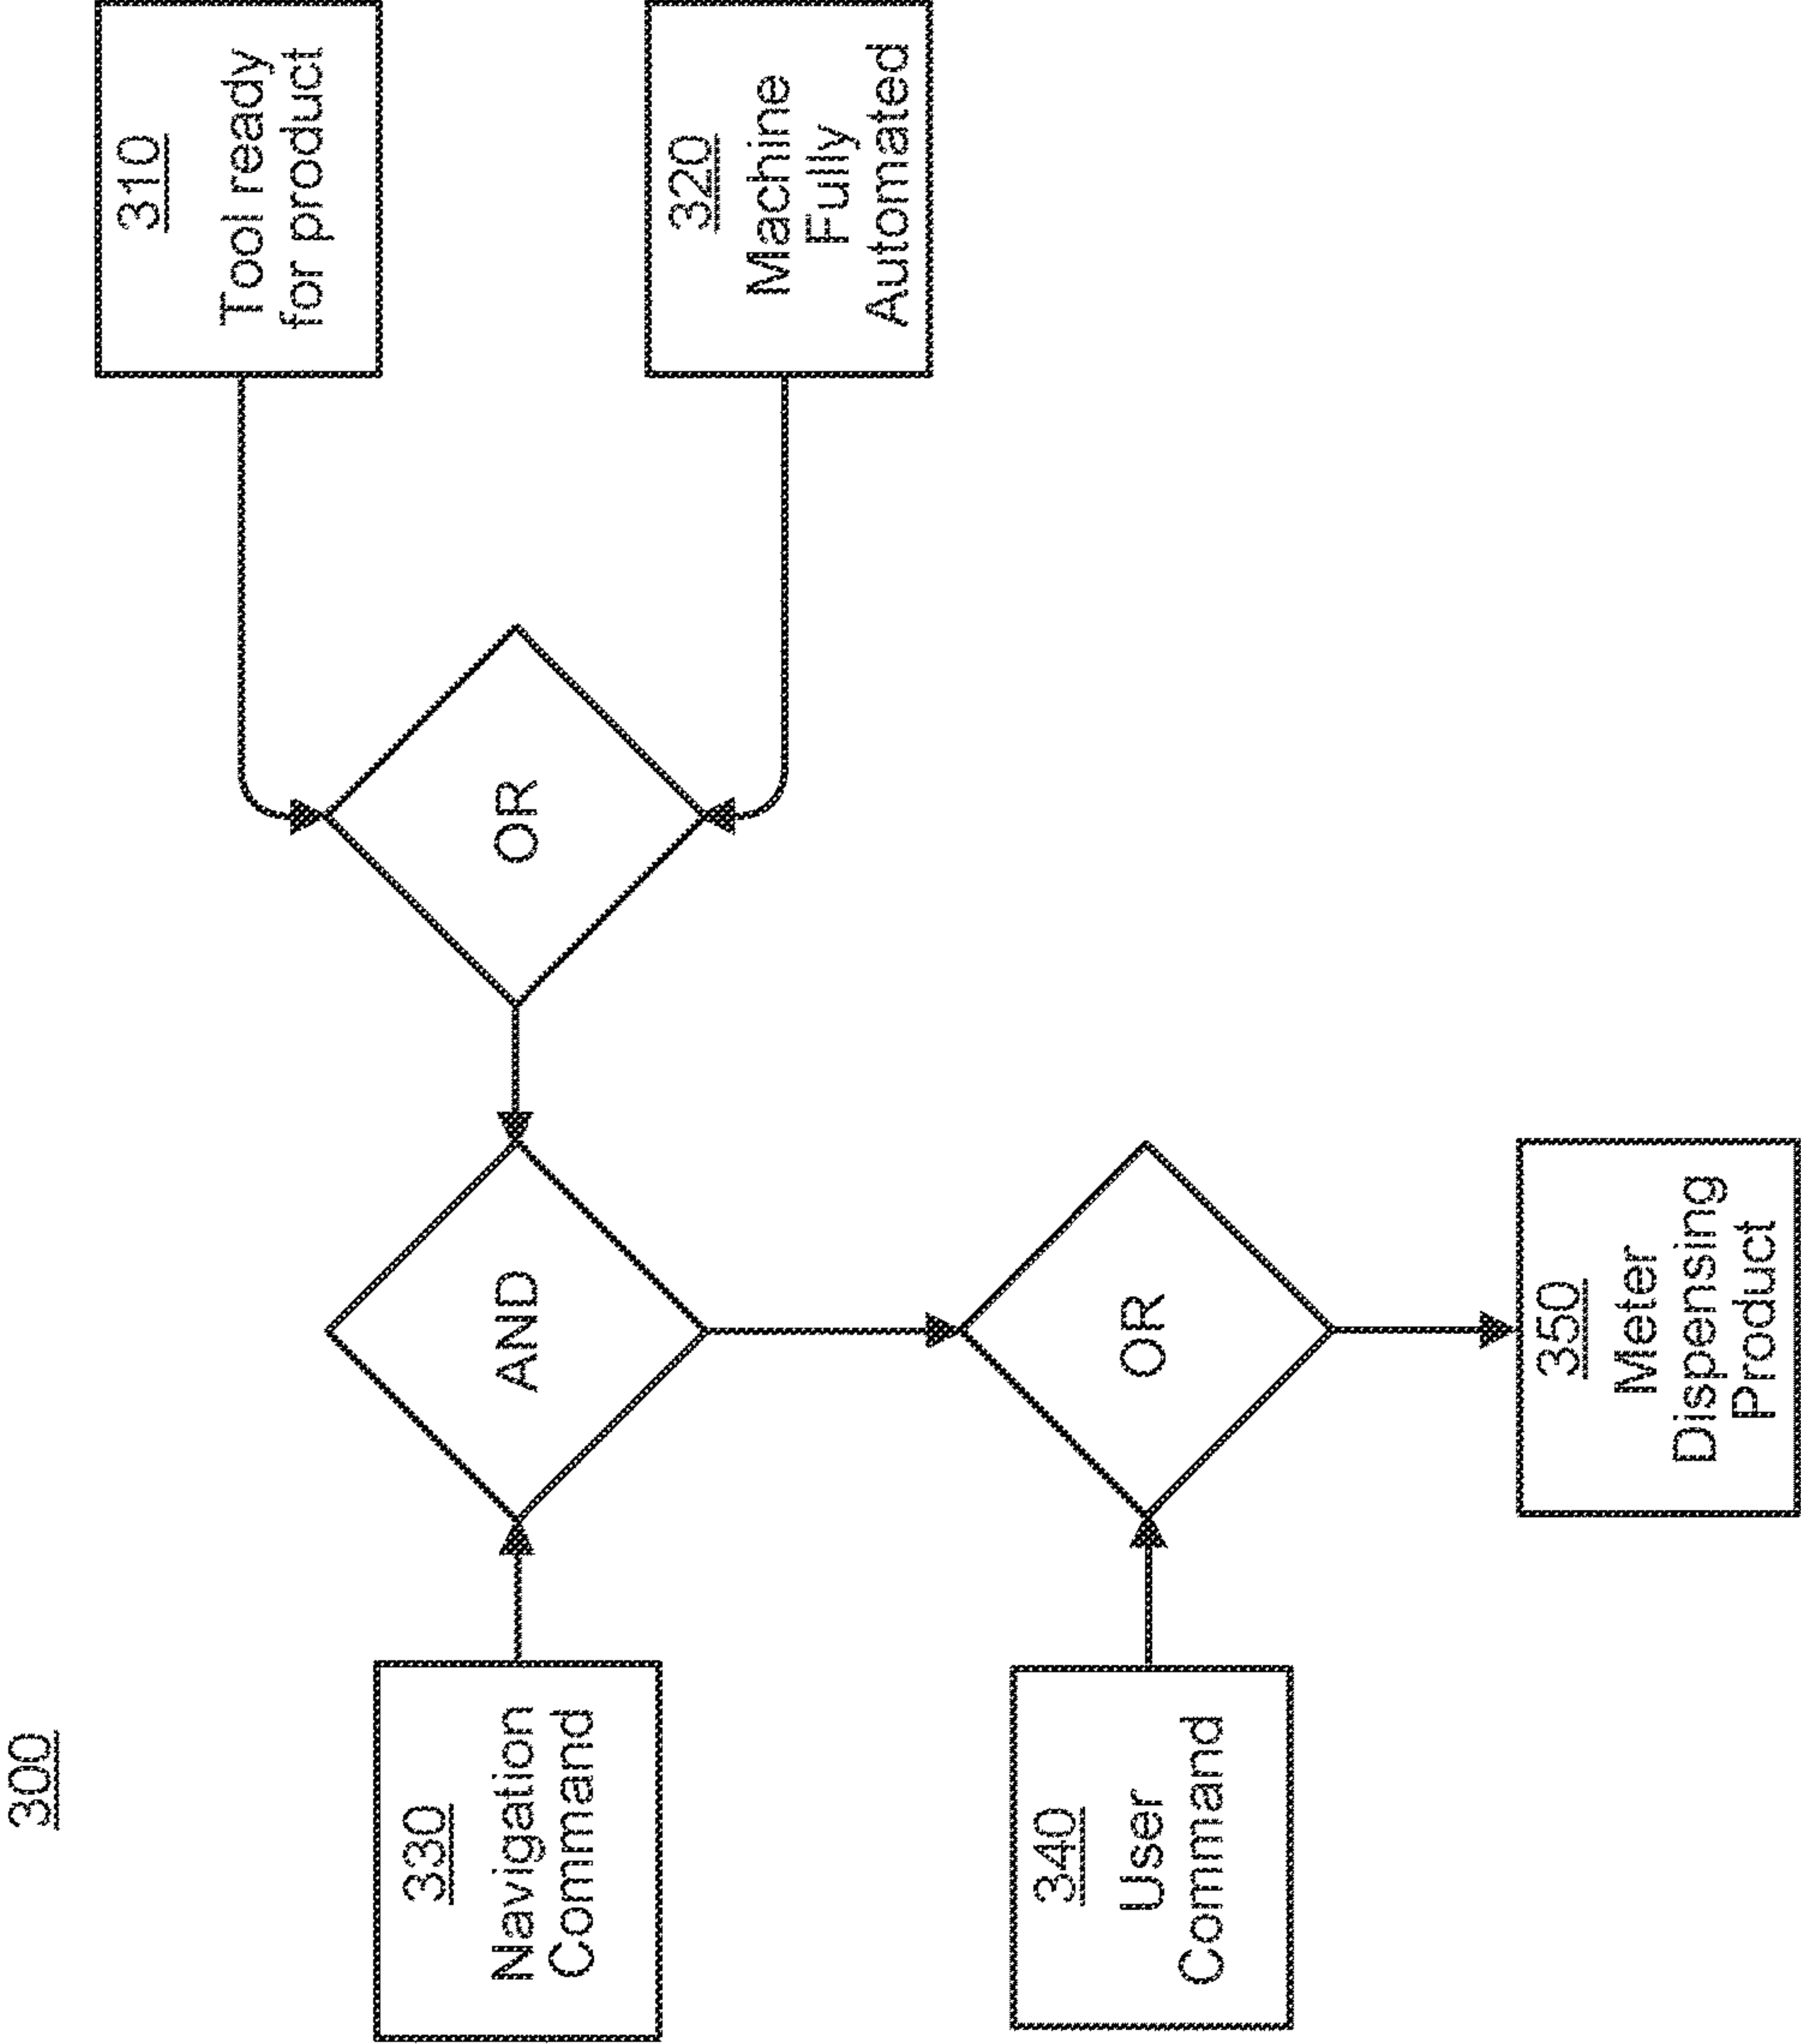 300
310
Tool ready
for product
320
Machine
Fully
Automated
OR
330
Navigation
Command
AND
340
User
Command
OR
350
Meter
Dispensing
Product